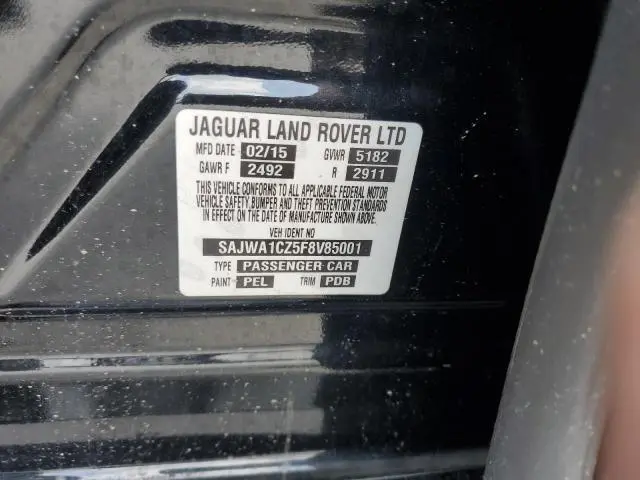 JAGUAR LAND ROVER LTD
MFD DATE 02/15 GVWR 5182
GAWR F 2492 R 2911
THIS VEHICLE CONFORMS TO ALL APPLICABLE FEDERAL MOTOR
VEHICLE SAFETY, BUMPER AND THEFT PREVENTION STANDARDS
IN EFFECT ON THE DATE OF MANUFACTURE SHOWN ABOVE.
VEH IDENT NO
SAJWA1CZ5F8V85001
TYPE PASSENGER CAR
PAINT PEL TRIM PDB